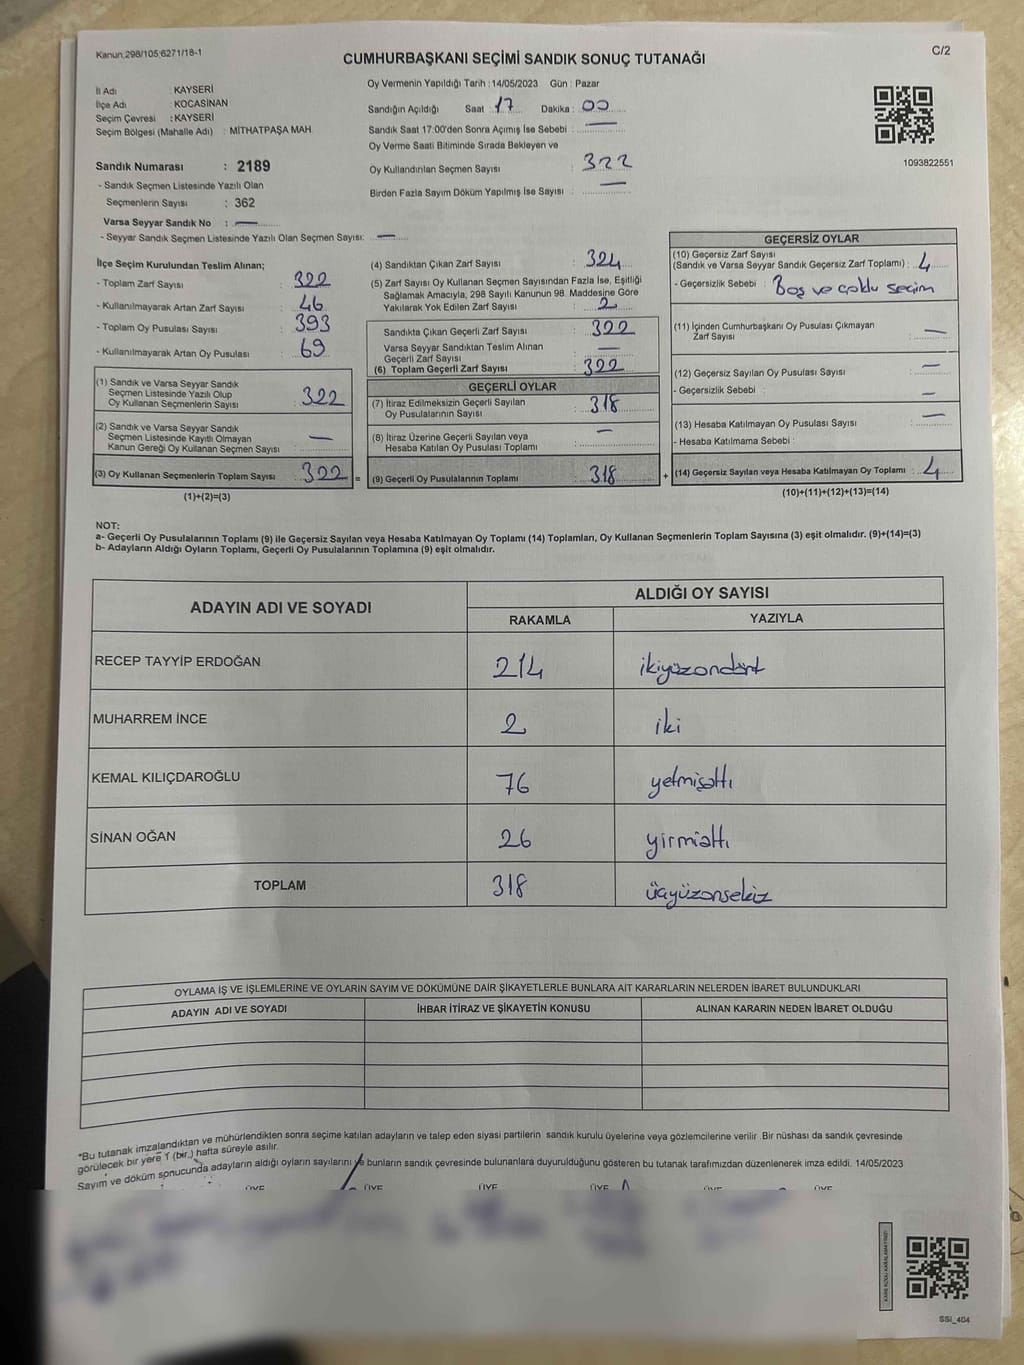 Kanun:298/105;6271/18-1
C/2
CUMHURBAŞKANI SEÇİMİ SANDIK SONUÇ TUTANAĞI
İl Adı : KAYSERİ
İlçe Adı : KOCASİNAN
Seçim Çevresi : KAYSERİ
Seçim Bölgesi (Mahalle Adı) : MİTHATPAŞA MAH.
Sandık Numarası : 2189
- Sandık Seçmen Listesinde Yazılı Olan
Seçmenlerin Sayısı : 362
Varsa Seyyar Sandık No : —
- Seyyar Sandık Seçmen Listesinde Yazılı Olan Seçmen Sayısı: —
Oy Vermenin Yapıldığı Tarih : 14/05/2023 Gün : Pazar
Sandığın Açıldığı Saat : 17 Dakika : 00
Sandık Saat 17:00'den Sonra Açımış İse Sebebi : —
Oy Verme Saati Bitiminde Sırada Bekleyen ve
Oy Kullandırılan Seçmen Sayısı : 322
Birden Fazla Sayım Döküm Yapılmış İse Sayısı : —
1093822551
İlçe Seçim Kurulundan Teslim Alınan;
- Toplam Zarf Sayısı : 322
- Kullanılmayarak Artan Zarf Sayısı : 46
- Toplam Oy Pusulası Sayısı : 393
- Kullanılmayarak Artan Oy Pusulası : 69
(1) Sandık ve Varsa Seyyar Sandık
Seçmen Listesinde Yazılı Olup
Oy Kullanan Seçmenlerin Sayısı : 322
(2) Sandık ve Varsa Seyyar Sandık
Seçmen Listesinde Kayıtlı Olmayan
Kanun Gereği Oy Kullanan Seçmen Sayısı : —
(3) Oy Kullanan Seçmenlerin Toplam Sayısı : 322 =
(1)+(2)=(3)
(4) Sandıktan Çıkan Zarf Sayısı : 324
(5) Zarf Sayısı Oy Kullanan Seçmen Sayısından Fazla İse, Eşitliği
Sağlamak Amacıyla, 298 Sayılı Kanunun 98. Maddesine Göre
Yakılarak Yok Edilen Zarf Sayısı : 2
Sandıkta Çıkan Geçerli Zarf Sayısı : 322
Varsa Seyyar Sandıktan Teslim Alınan
Geçerli Zarf Sayısı : —
(6) Toplam Geçerli Zarf Sayısı : 322
GEÇERLİ OYLAR
(7) İtiraz Edilmeksizin Geçerli Sayılan
Oy Pusulalarının Sayısı : 318
(8) İtiraz Üzerine Geçerli Sayılan veya
Hesaba Katılan Oy Pusulası Toplamı : —
(9) Geçerli Oy Pusulalarının Toplamı : 318 +
GEÇERSİZ OYLAR
(10) Geçersiz Zarf Sayısı
(Sandık ve Varsa Seyyar Sandık Geçersiz Zarf Toplamı) : 4
- Geçersizlik Sebebi : Boş ve çoklu seçim
(11) İçinden Cumhurbaşkanı Oy Pusulası Çıkmayan
Zarf Sayısı : —
(12) Geçersiz Sayılan Oy Pusulası Sayısı : —
- Geçersizlik Sebebi : —
(13) Hesaba Katılmayan Oy Pusulası Sayısı : —
- Hesaba Katılmama Sebebi :
(14) Geçersiz Sayılan veya Hesaba Katılmayan Oy Toplamı : 4
(10)+(11)+(12)+(13)=(14)
NOT:
a- Geçerli Oy Pusulalarının Toplamı (9) ile Geçersiz Sayılan veya Hesaba Katılmayan Oy Toplamı (14) Toplamları, Oy Kullanan Seçmenlerin Toplam Sayısına (3) eşit olmalıdır. (9)+(14)=(3)
b- Adayların Aldığı Oyların Toplamı, Geçerli Oy Pusulalarının Toplamına (9) eşit olmalıdır.
ADAYIN ADI VE SOYADI
ALDIĞI OY SAYISI
RAKAMLA YAZIYLA
RECEP TAYYİP ERDOĞAN 214 ikiyüzondört
MUHARREM İNCE 2 iki
KEMAL KILIÇDAROĞLU 76 yetmişaltı
SİNAN OĞAN 26 yirmialtı
TOPLAM 318 üçyüzonsekiz
OYLAMA İŞ VE İŞLEMLERİNE VE OYLARIN SAYIM VE DÖKÜMÜNE DAİR ŞİKAYETLERLE BUNLARA AİT KARARLARIN NELERDEN İBARET BULUNDUKLARI
ADAYIN ADI VE SOYADI İHBAR İTİRAZ VE ŞİKAYETİN KONUSU ALINAN KARARIN NEDEN İBARET OLDUĞU
*Bu tutanak imzalandıktan ve mühürlendikten sonra seçime katılan adayların ve talep eden siyasi partilerin sandık kurulu üyelerine veya gözlemcilerine verilir. Bir nüshası da sandık çevresinde
görülecek bir yere 1 (bir.) hafta süreyle asılır.
Sayım ve döküm sonucunda adayların aldığı oyların sayılarını ve bunların sandık çevresinde bulunanlara duyurulduğunu gösteren bu tutanak tarafımızdan düzenlenerek imza edildi. 14/05/2023
ÜYE ÜYE ÜYE ÜYE ÜYE ÜYE
SSI_404